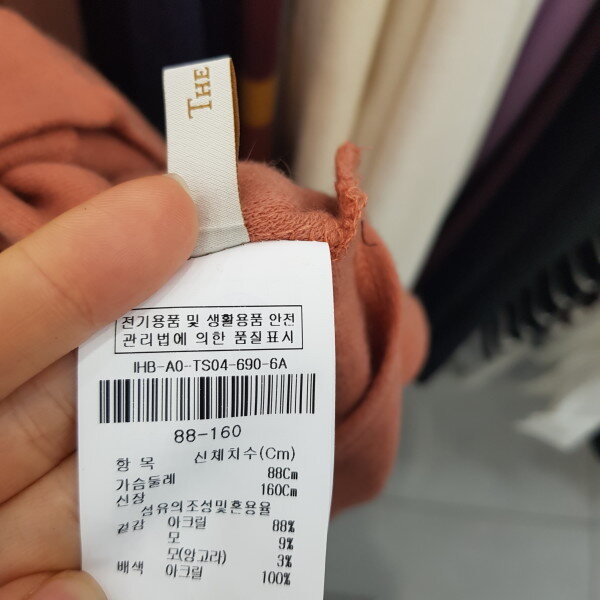 THE
전기용품 및 생활용품 안전
관리법에 의한 품질표시
IHB-A0-TS04-690-6A
88-160
항 목 신체치수(Cm)
가슴둘레 88Cm
신장 160Cm
섬유의조성및혼용율
겉감 아크릴 88%
모 9%
모(앙고라) 3%
배색 아크릴 100%